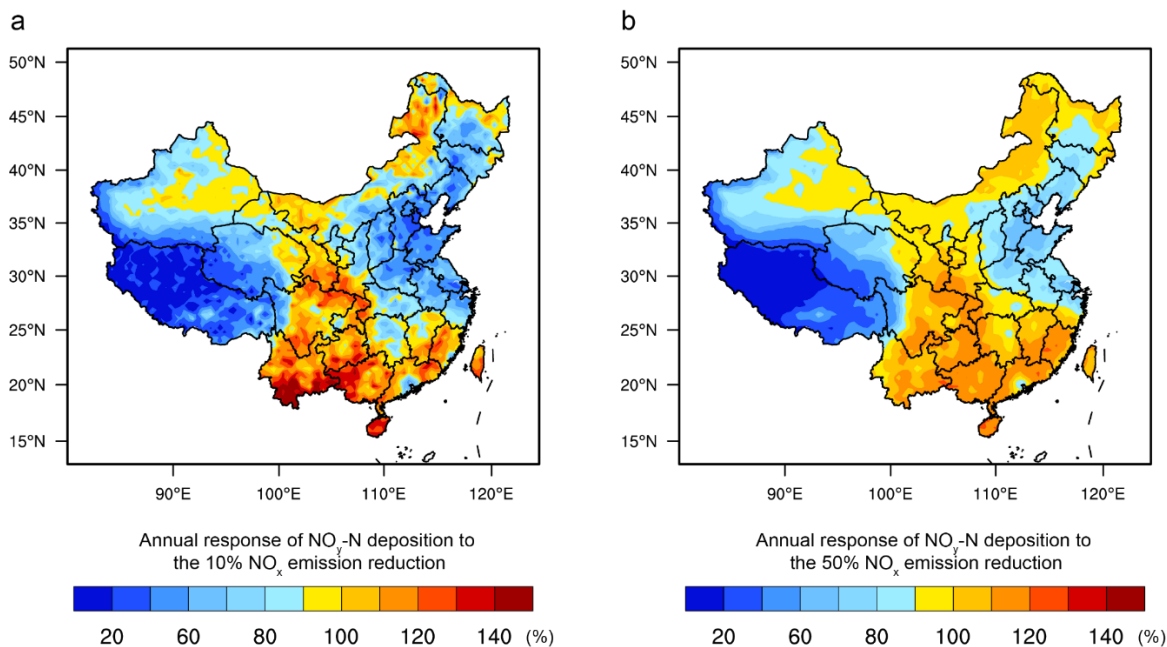 a
b
50°N
45°N
40°N
35°N
30°N
25°N
20°N
15°N
90°E 100°E 110°E 120°E
50°N
45°N
40°N
35°N
30°N
25°N
20°N
15°N
90°E 100°E 110°E 120°E
Annual response of NOy-N deposition to
the 10% NOx emission reduction
20 60 80 100 120 140 (%)
Annual response of NOy-N deposition to
the 50% NOx emission reduction
20 60 80 100 120 140 (%)